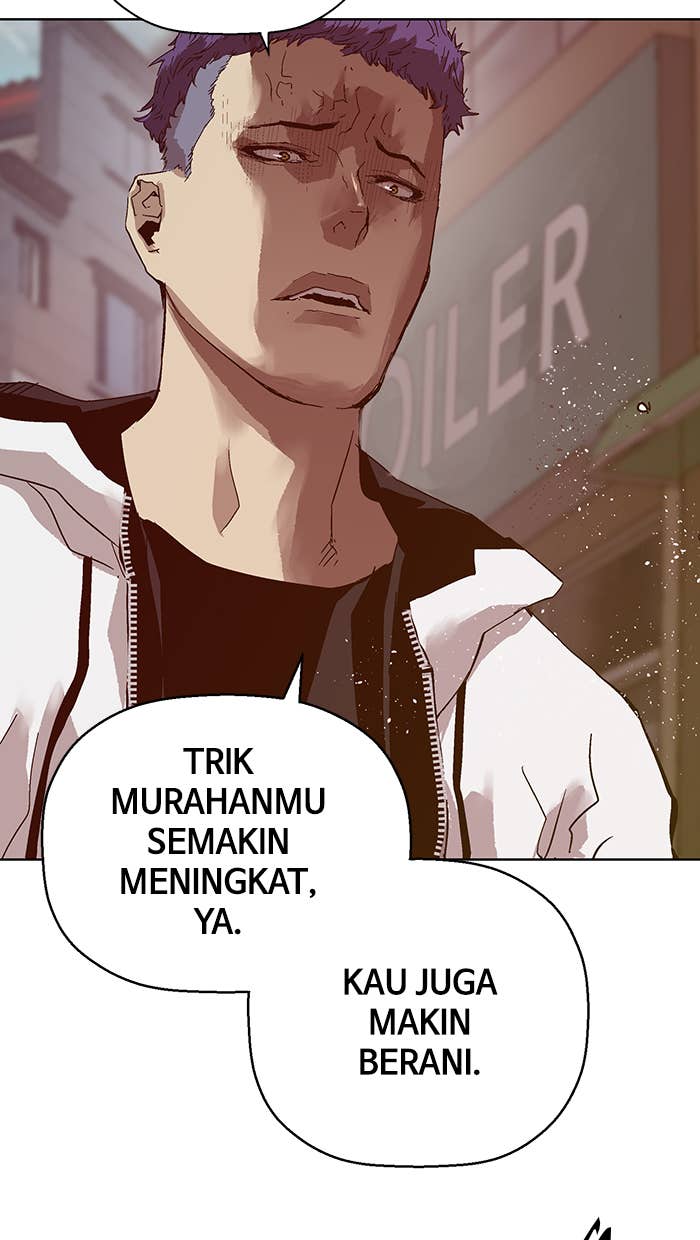 OILER
TRIK
MURAHANMU
SEMAKIN
MENINGKAT,
YA.
KAU JUGA
MAKIN
BERANI.